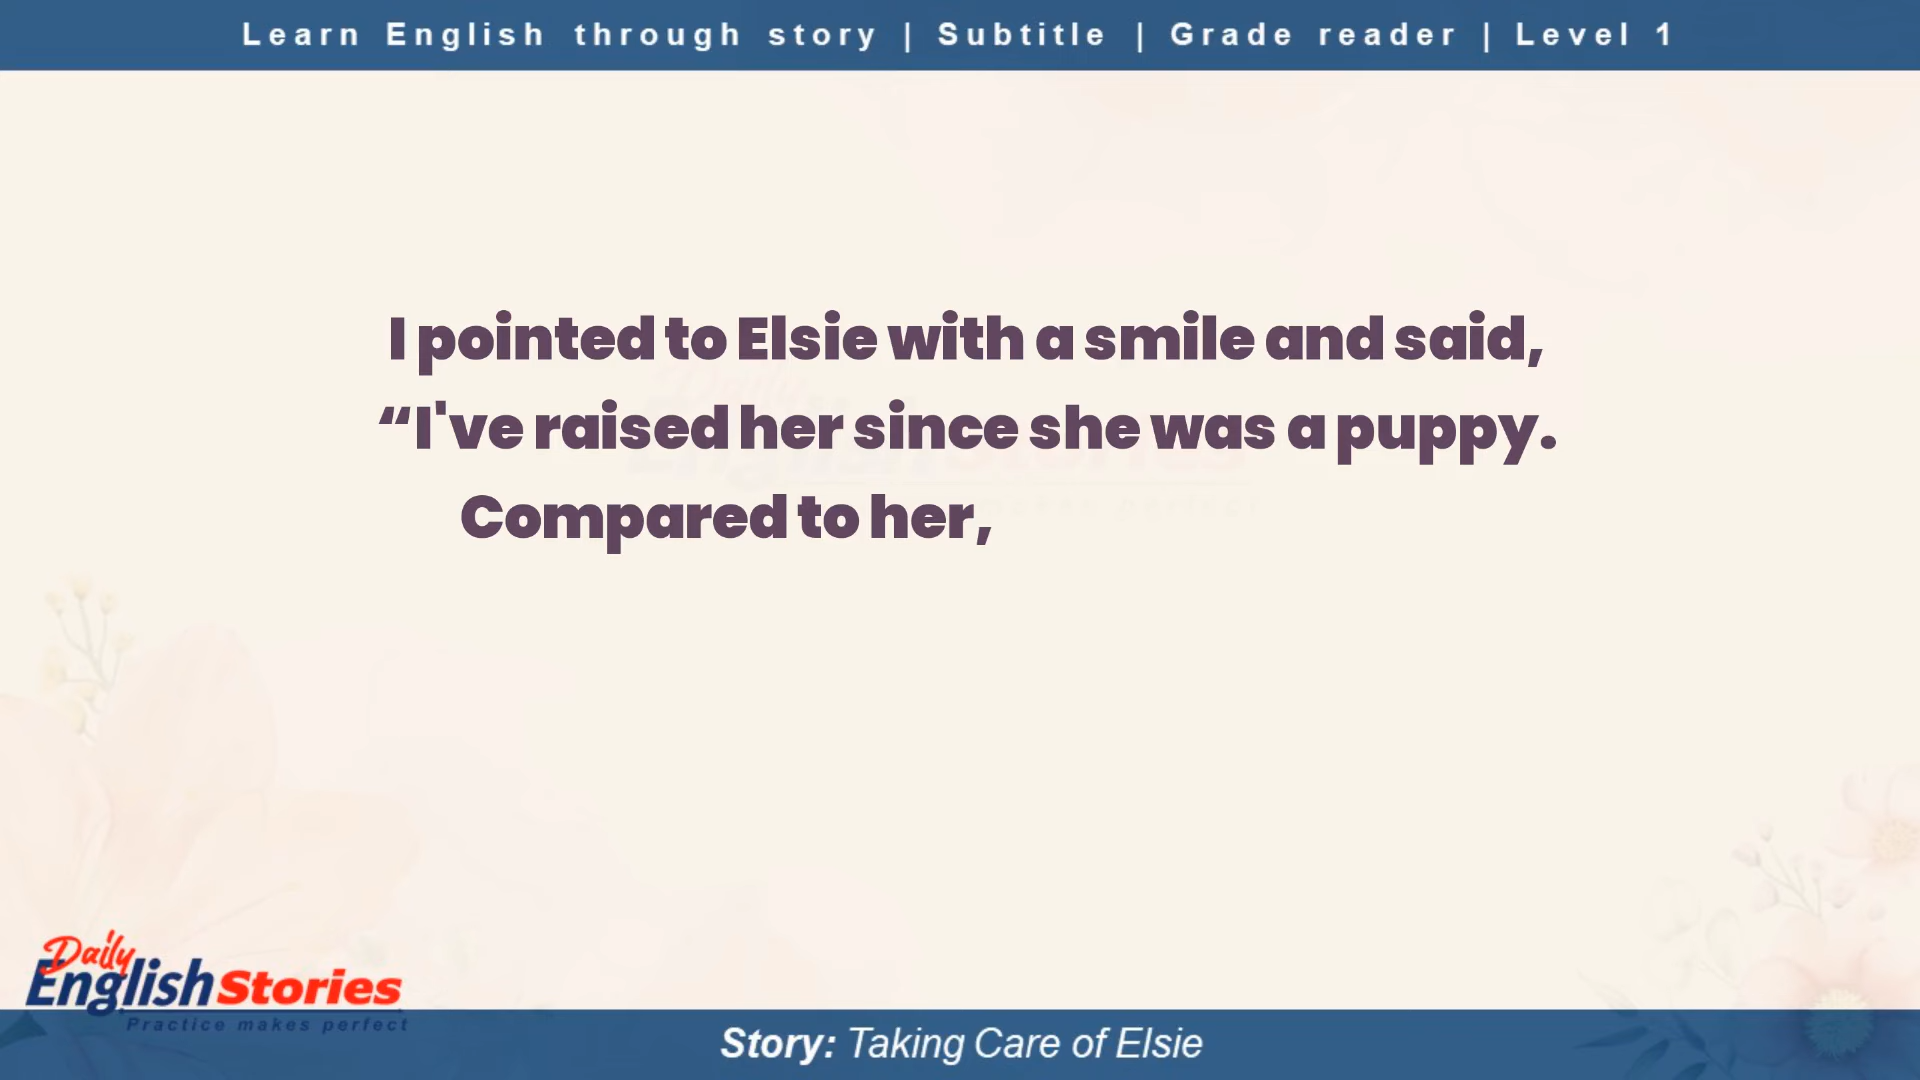 Learn English through story | Subtitle | Grade reader | Level 1
I pointed to Elsie with a smile and said,
“I've raised her since she was a puppy.
Compared to her,
Daily
English Stories
Practice makes perfect
Story: Taking Care of Elsie